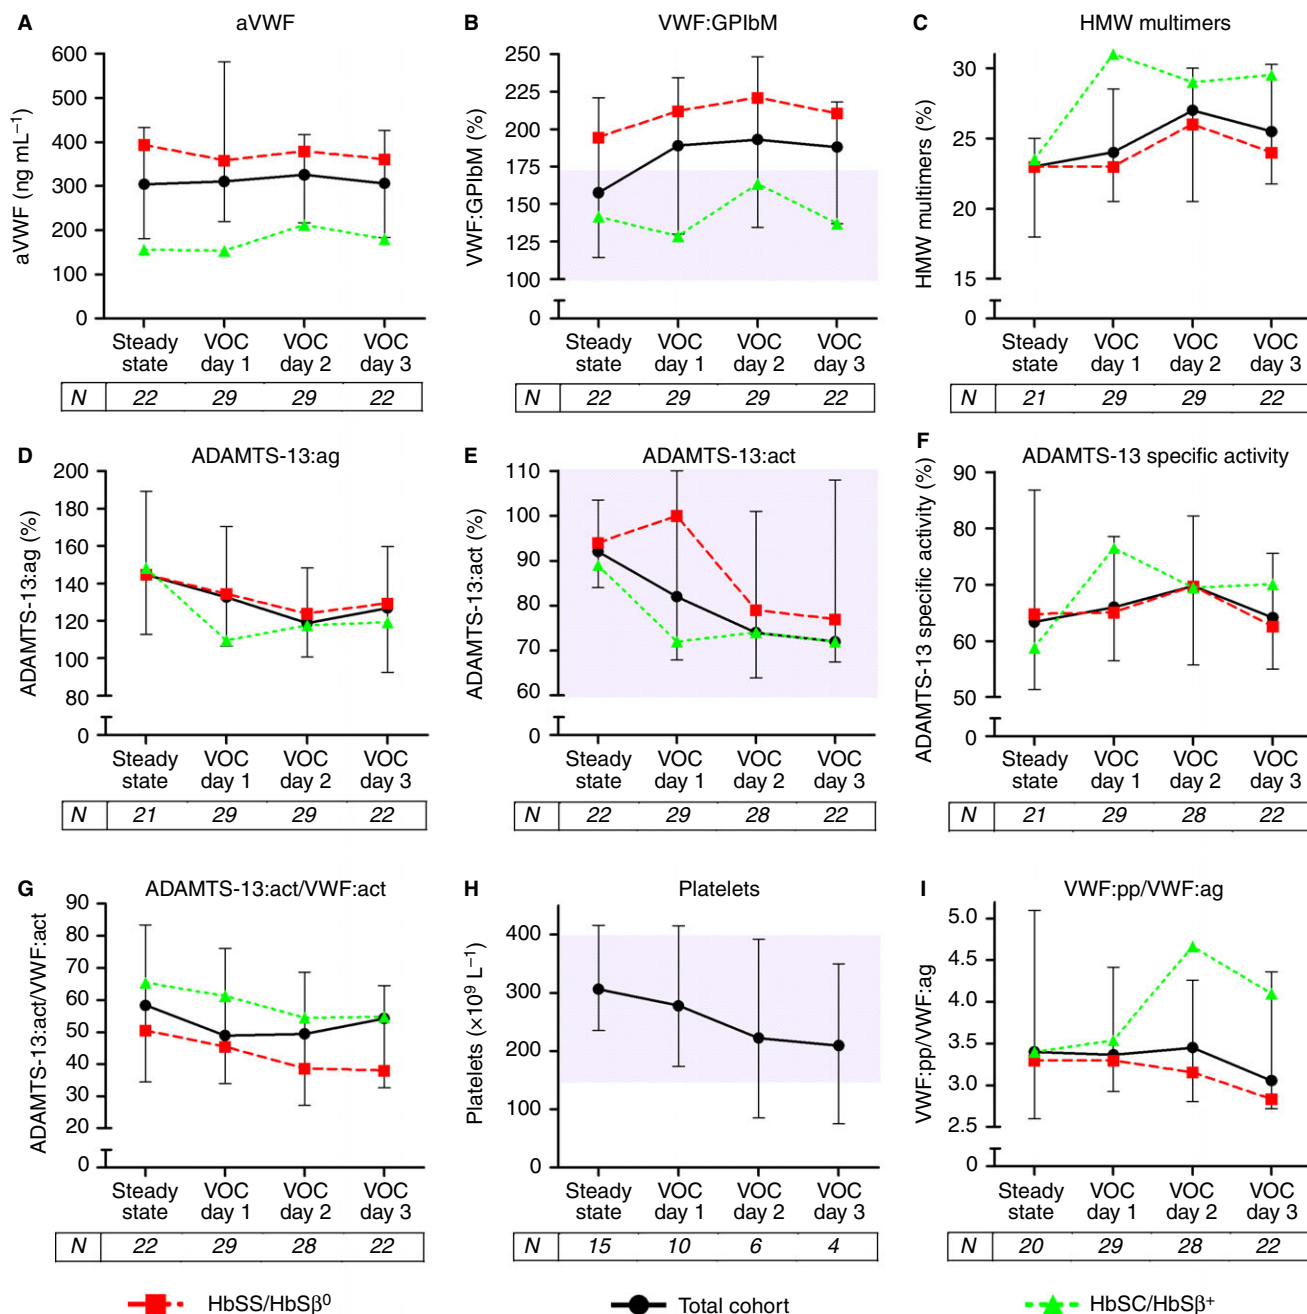 A aVWF
aVWF (ng mL⁻¹)
600
500
400
300
200
100
0
Steady state VOC day 1 VOC day 2 VOC day 3
N 22 29 29 22
B VWF:GPIbM
VWF:GPIbM (%)
250
225
200
175
150
125
100
0
Steady state VOC day 1 VOC day 2 VOC day 3
N 22 29 29 22
C HMW multimers
HMW multimers (%)
30
25
20
15
0
Steady state VOC day 1 VOC day 2 VOC day 3
N 21 29 29 22
D ADAMTS-13:ag
ADAMTS-13:ag (%)
200
180
160
140
120
100
80
0
Steady state VOC day 1 VOC day 2 VOC day 3
N 21 29 29 22
E ADAMTS-13:act
ADAMTS-13:act (%)
110
100
90
80
70
60
0
Steady state VOC day 1 VOC day 2 VOC day 3
N 22 29 28 22
F ADAMTS-13 specific activity
ADAMTS-13 specific activity (%)
90
80
70
60
50
0
Steady state VOC day 1 VOC day 2 VOC day 3
N 21 29 28 22
G ADAMTS-13:act/VWF:act
ADAMTS-13:act/VWF:act
90
80
70
60
50
40
30
20
0
Steady state VOC day 1 VOC day 2 VOC day 3
N 22 29 28 22
H Platelets
Platelets (×10⁹ L⁻¹)
400
300
200
100
0
Steady state VOC day 1 VOC day 2 VOC day 3
N 15 10 6 4
I VWF:pp/VWF:ag
VWF:pp/VWF:ag
5.0
4.5
4.0
3.5
3.0
2.5
0
Steady state VOC day 1 VOC day 2 VOC day 3
N 20 29 28 22
HbSS/HbSβ⁰ Total cohort HbSC/HbSβ⁺